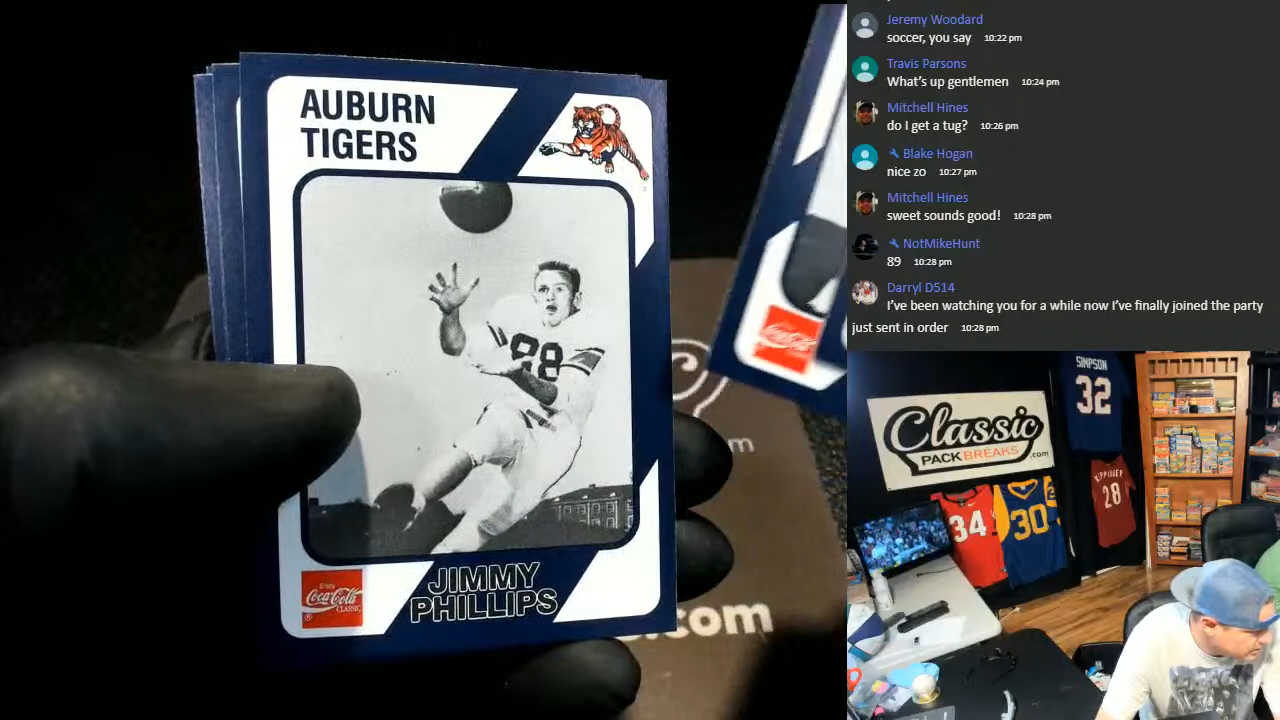 AUBURN
TIGERS
88
Enjoy
Coca-Cola
CLASSIC
®
JIMMY
PHILLIPS
.com
Jeremy Woodard
soccer, you say 10:22 pm
Travis Parsons
What's up gentlemen 10:24 pm
Mitchell Hines
do I get a tug? 10:26 pm
Blake Hogan
nice zo 10:27 pm
Mitchell Hines
sweet sounds good! 10:28 pm
NotMikeHunt
89 10:28 pm
Darryl D514
I've been watching you for a while now I've finally joined the party
just sent in order 10:28 pm
SIMPSON
32
Classic
PACK BREAKS .com
28
34
30